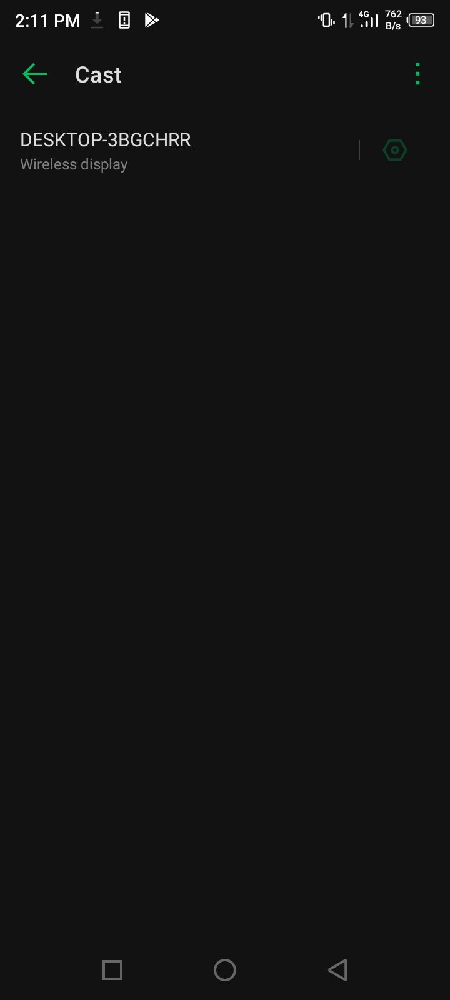 2:11 PM 4G 762 B/s 93
Cast
DESKTOP-3BGCHRR
Wireless display